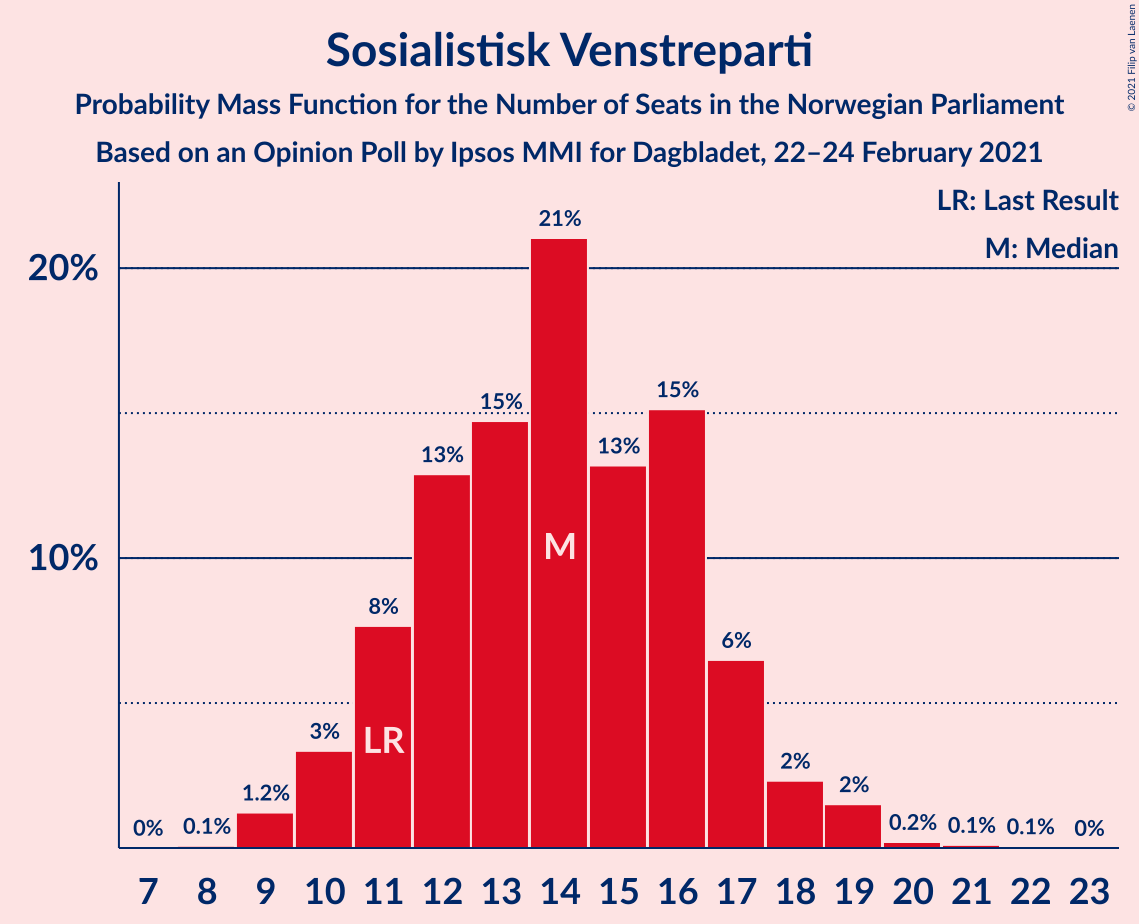 Sosialistisk Venstreparti
Probability Mass Function for the Number of Seats in the Norwegian Parliament
Based on an Opinion Poll by Ipsos MMI for Dagbladet, 22–24 February 2021
© 2021 Filip van Laenen
LR: Last Result
M: Median
20%
10%
0%
0.1%
1.2%
3%
8%
13%
15%
21%
13%
15%
6%
2%
2%
0.2%
0.1%
0.1%
0%
LR
M
7 8 9 10 11 12 13 14 15 16 17 18 19 20 21 22 23